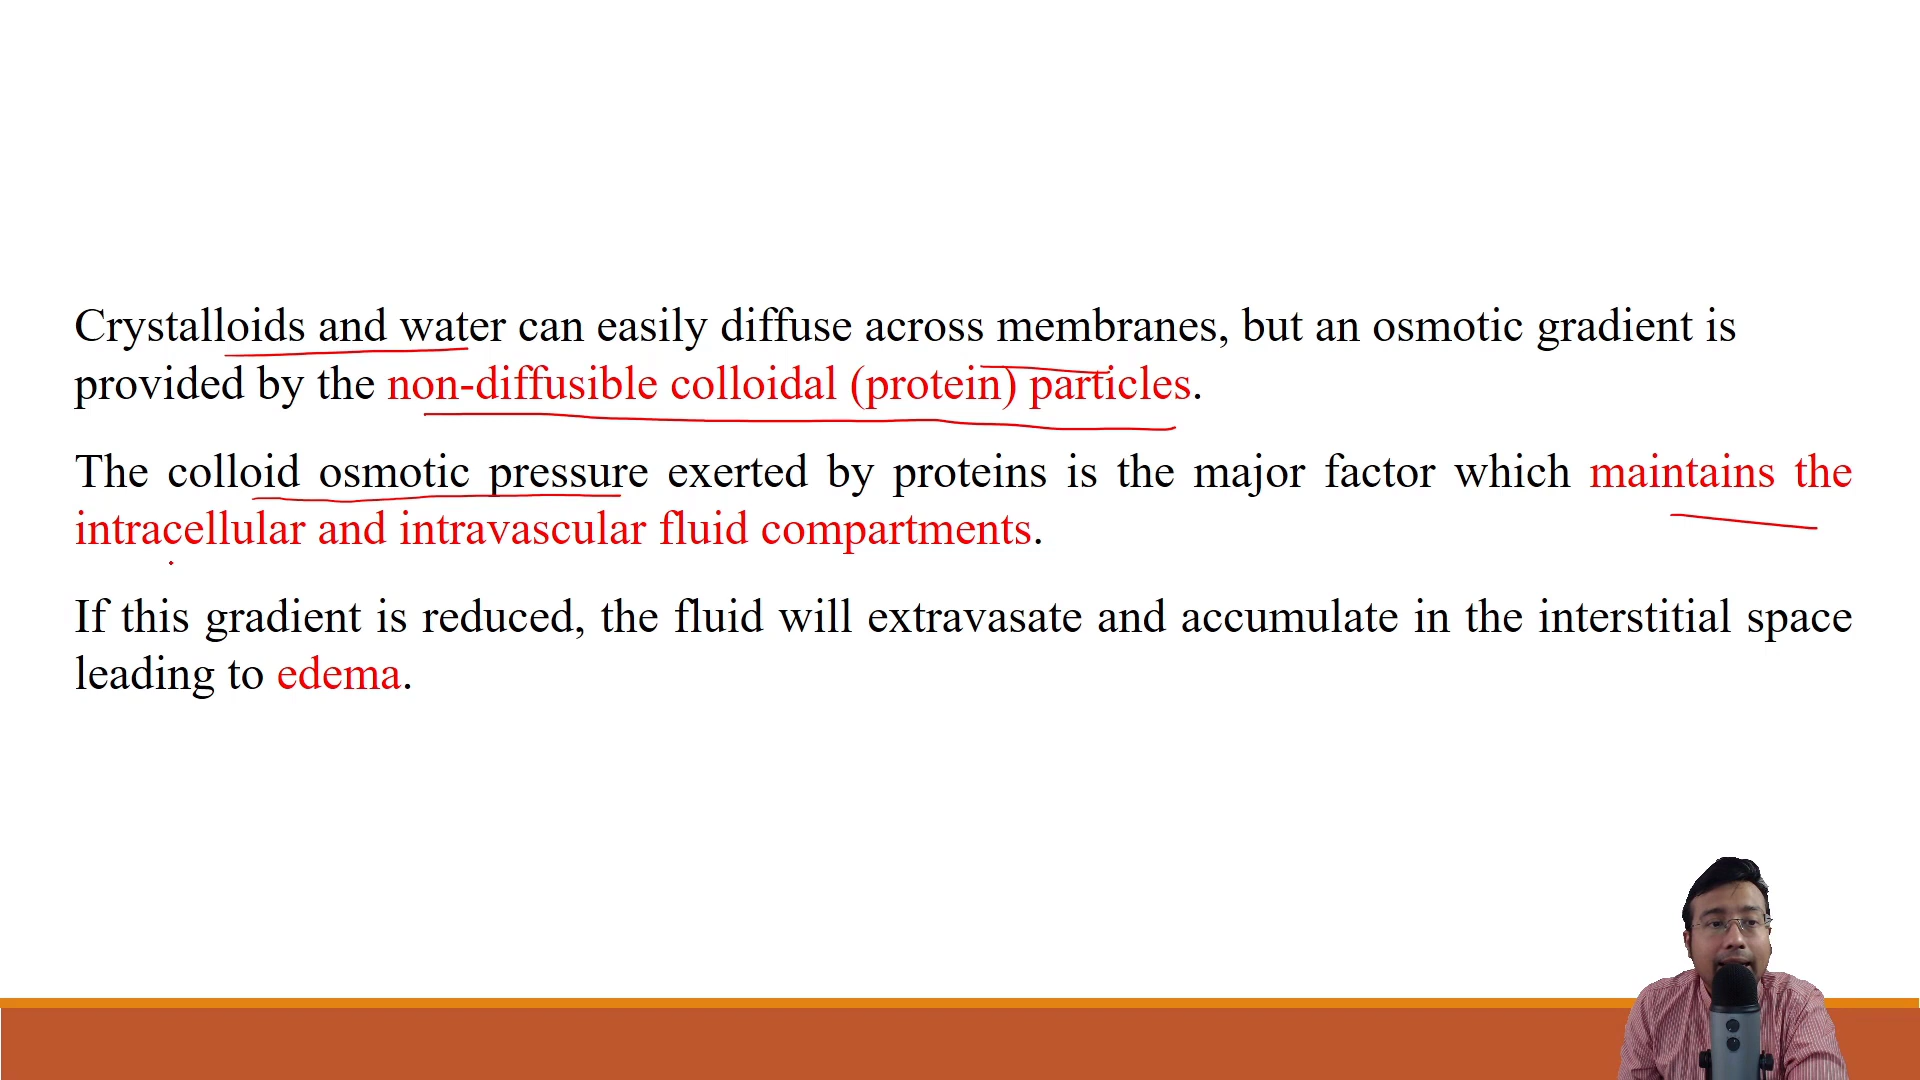 Crystalloids and water can easily diffuse across membranes, but an osmotic gradient is
provided by the non-diffusible colloidal (protein) particles.
The colloid osmotic pressure exerted by proteins is the major factor which maintains the
intracellular and intravascular fluid compartments.
If this gradient is reduced, the fluid will extravasate and accumulate in the interstitial space
leading to edema.